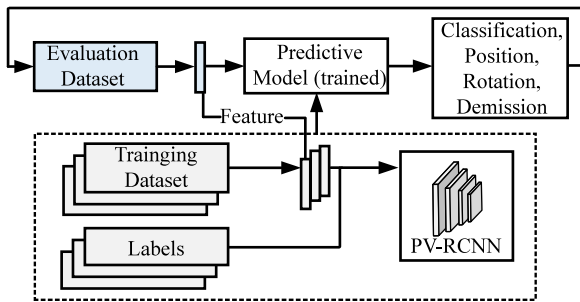 Evaluation
Dataset
Predictive
Model (trained)
Classification,
Position,
Rotation,
Demission
Feature
Trainging
Dataset
Labels
PV-RCNN